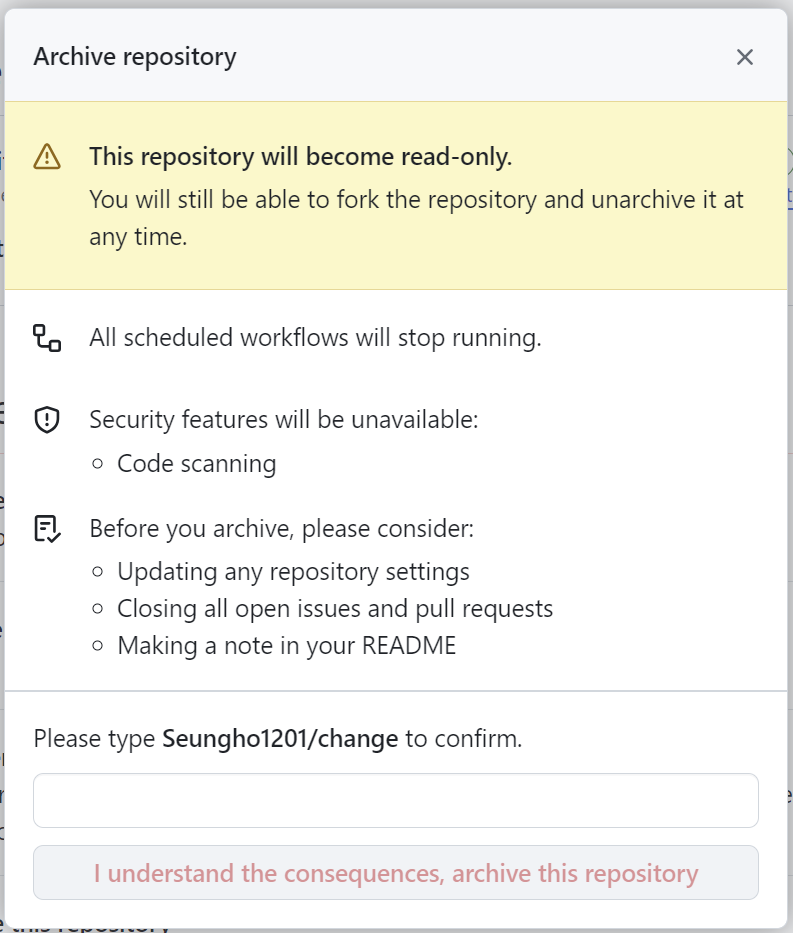 Archive repository
This repository will become read-only.
You will still be able to fork the repository and unarchive it at
any time.
All scheduled workflows will stop running.
Security features will be unavailable:
Code scanning
Before you archive, please consider:
Updating any repository settings
Closing all open issues and pull requests
Making a note in your README
Please type Seungho1201/change to confirm.
I understand the consequences, archive this repository
this repository